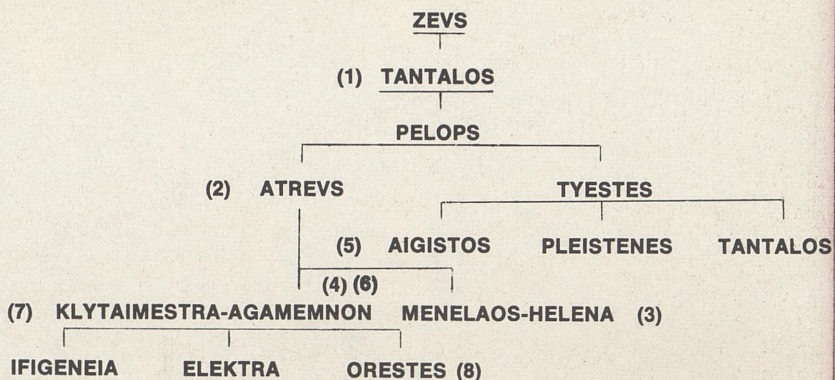 ZEVS
(1) TANTALOS
PELOPS
(2) ATREVS TYESTES
(5) AIGISTOS PLEISTENES TANTALOS
(4) (6)
(7) KLYTAIMESTRA-AGAMEMNON MENELAOS-HELENA (3)
IFIGENEIA ELEKTRA ORESTES (8)